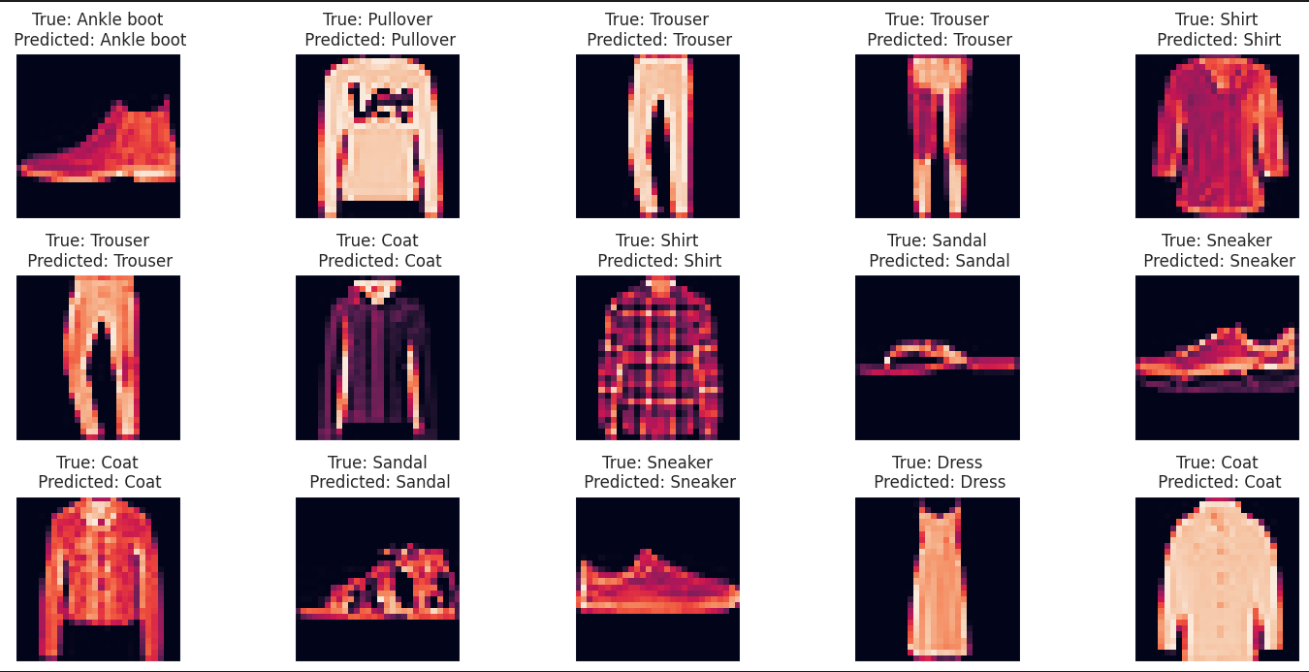 True: Ankle boot
Predicted: Ankle boot
True: Pullover
Predicted: Pullover
True: Trouser
Predicted: Trouser
True: Trouser
Predicted: Trouser
True: Shirt
Predicted: Shirt
Lee
True: Trouser
Predicted: Trouser
True: Coat
Predicted: Coat
True: Shirt
Predicted: Shirt
True: Sandal
Predicted: Sandal
True: Sneaker
Predicted: Sneaker
True: Coat
Predicted: Coat
True: Sandal
Predicted: Sandal
True: Sneaker
Predicted: Sneaker
True: Dress
Predicted: Dress
True: Coat
Predicted: Coat